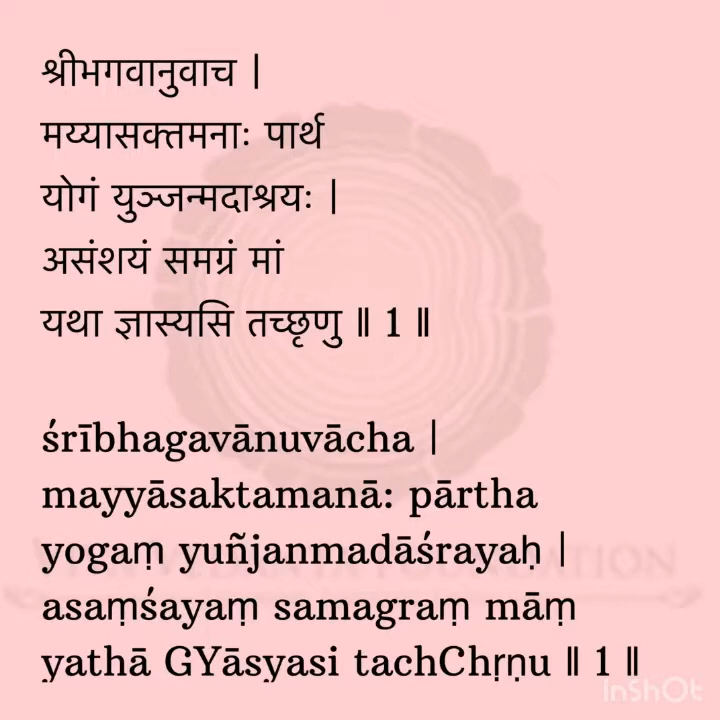 श्रीभगवानुवाच |
मय्यासक्तमनाः पार्थ
योगं युञ्जन्मदाश्रयः |
असंशयं समग्रं मां
यथा ज्ञास्यसि तच्छृणु ॥ 1 ॥
śrībhagavānuvācha |
mayyāsaktamanā: pārtha
yogaṃ yuñjanmadāśrayaḥ |
asaṃśayaṃ samagraṃ māṃ
yathā GYāsyasi tachChṛṇu ॥ 1 ॥
InShOt